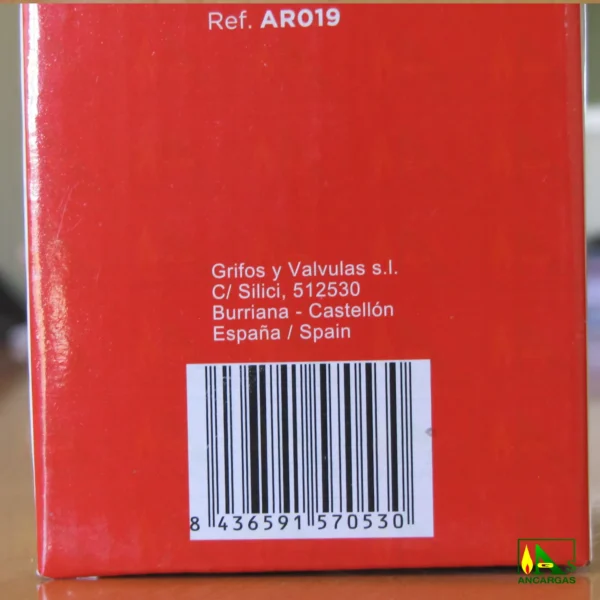 Ref. AR019
Grifos y Valvulas s.l.
C/ Silici, 512530
Burriana - Castellón
España / Spain
8 436591 570530
ANCARGAS